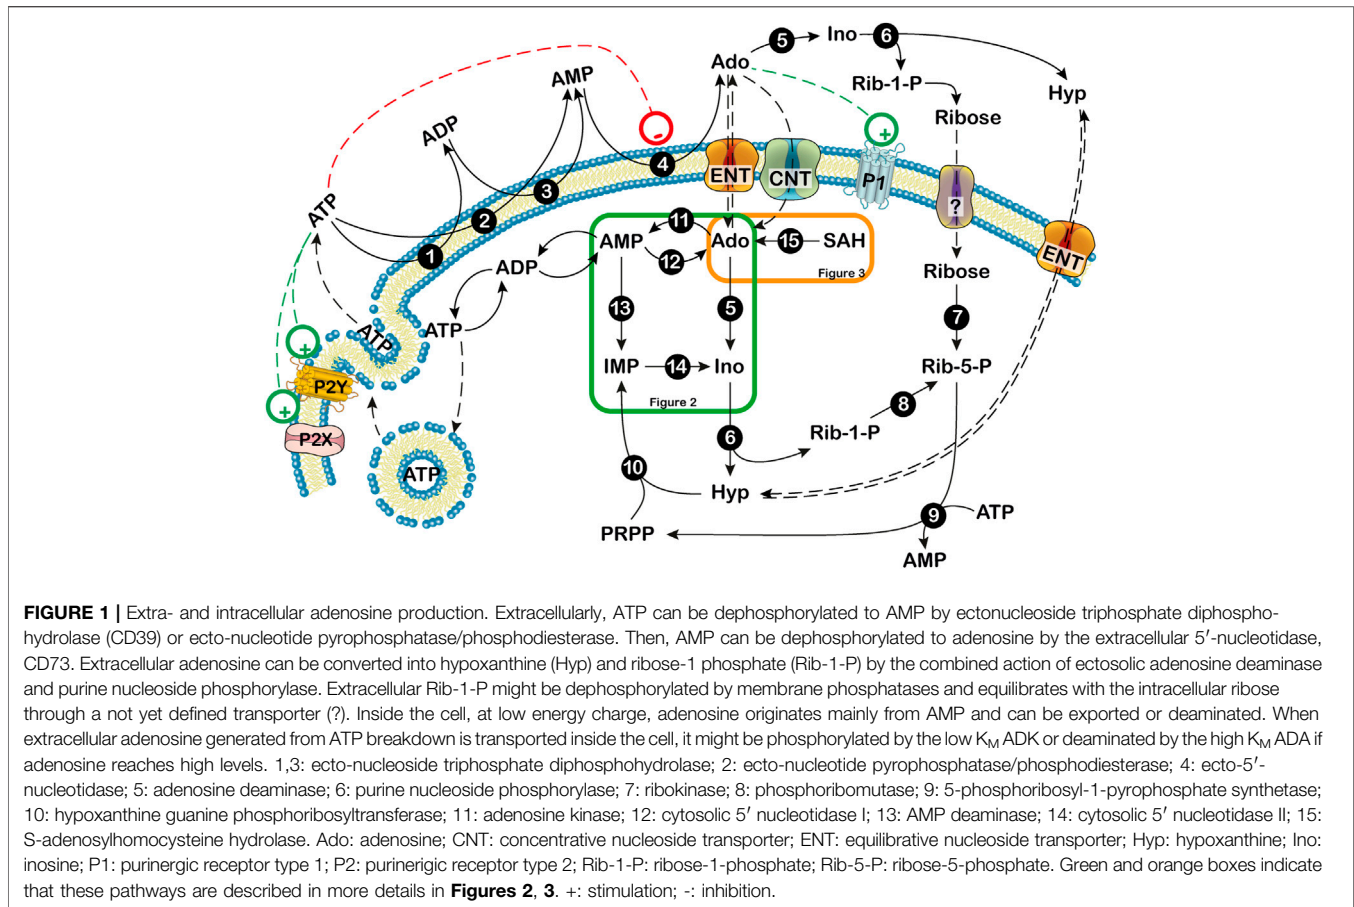 5
Ino
6
Ado
AMP
Rib-1-P
Hyp
-
Ribose
ADP
+
4
ENT
CNT
P1
3
?
ATP
2
1
11
AMP
Ado
15
SAH
12
ENT
ADP
Figure 3
Ribose
13
5
7
ATP
ATP
+
IMP
14
Ino
Rib-5-P
P2Y
Figure 2
+
8
P2X
6
Rib-1-P
10
ATP
Hyp
9
ATP
PRPP
AMP
FIGURE 1 | Extra- and intracellular adenosine production. Extracellularly, ATP can be dephosphorylated to AMP by ectonucleoside triphosphate diphospho-
hydrolase (CD39) or ecto-nucleotide pyrophosphatase/phosphodiesterase. Then, AMP can be dephosphorylated to adenosine by the extracellular 5′-nucleotidase,
CD73. Extracellular adenosine can be converted into hypoxanthine (Hyp) and ribose-1 phosphate (Rib-1-P) by the combined action of ectosolic adenosine deaminase
and purine nucleoside phosphorylase. Extracellular Rib-1-P might be dephosphorylated by membrane phosphatases and equilibrates with the intracellular ribose
through a not yet defined transporter (?). Inside the cell, at low energy charge, adenosine originates mainly from AMP and can be exported or deaminated. When
extracellular adenosine generated from ATP breakdown is transported inside the cell, it might be phosphorylated by the low K_M ADK or deaminated by the high K_M ADA if
adenosine reaches high levels. 1,3: ecto-nucleoside triphosphate diphosphohydrolase; 2: ecto-nucleotide pyrophosphatase/phosphodiesterase; 4: ecto-5′-
nucleotidase; 5: adenosine deaminase; 6: purine nucleoside phosphorylase; 7: ribokinase; 8: phosphoribomutase; 9: 5-phosphoribosyl-1-pyrophosphate synthetase;
10: hypoxanthine guanine phosphoribosyltransferase; 11: adenosine kinase; 12: cytosolic 5′ nucleotidase I; 13: AMP deaminase; 14: cytosolic 5′ nucleotidase II; 15:
S-adenosylhomocysteine hydrolase. Ado: adenosine; CNT: concentrative nucleoside transporter; ENT: equilibrative nucleoside transporter; Hyp: hypoxanthine; Ino:
inosine; P1: purinergic receptor type 1; P2: purinerigic receptor type 2; Rib-1-P: ribose-1-phosphate; Rib-5-P: ribose-5-phosphate. Green and orange boxes indicate
that these pathways are described in more details in Figures 2, 3. +: stimulation; -: inhibition.